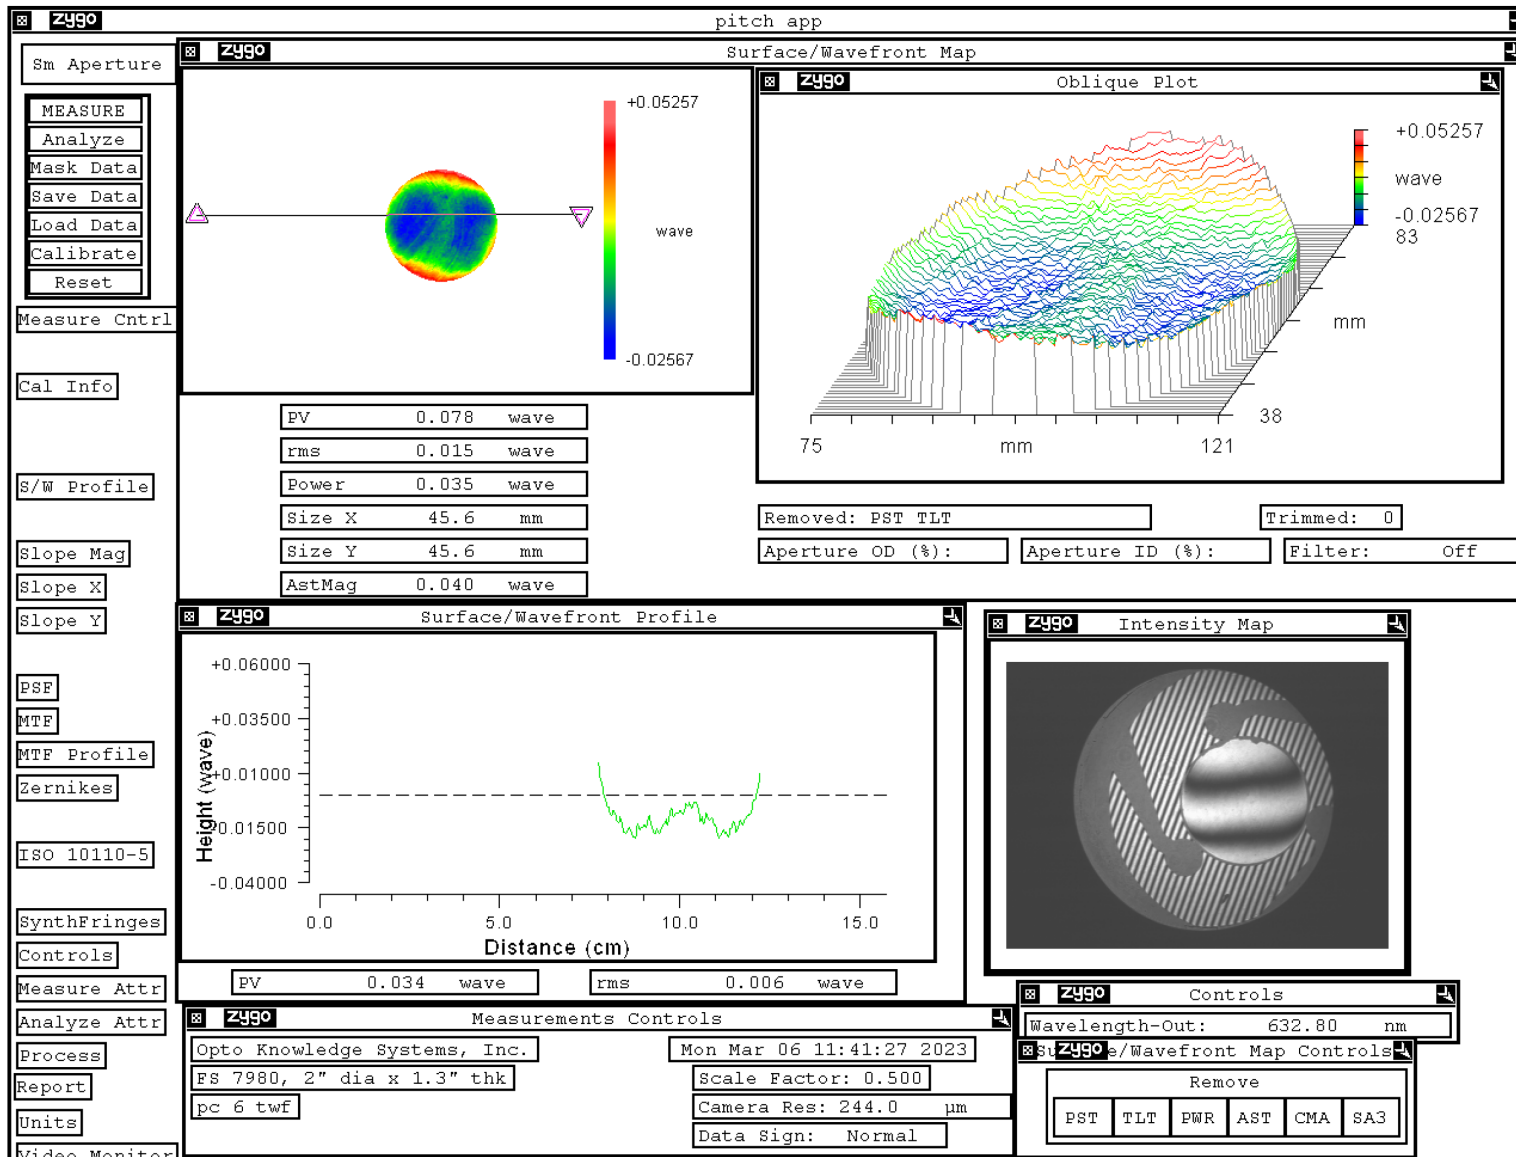 zygo pitch app
Sm Aperture
MEASURE
Analyze
Mask Data
Save Data
Load Data
Calibrate
Reset
Measure Cntrl
Cal Info
S/W Profile
Slope Mag
Slope X
Slope Y
PSF
MTF
MTF Profile
Zernikes
ISO 10110-5
SynthFringes
Controls
Measure Attr
Analyze Attr
Process
Report
Units
Video Monitor
zygo Surface/Wavefront Map
+0.05257
wave
-0.02567
PV 0.078 wave
rms 0.015 wave
Power 0.035 wave
Size X 45.6 mm
Size Y 45.6 mm
AstMag 0.040 wave
zygo Oblique Plot
+0.05257
wave
-0.02567
83
mm
38
75 mm 121
Removed: PST TLT Trimmed: 0
Aperture OD (%): Aperture ID (%): Filter: Off
zygo Surface/Wavefront Profile
+0.06000
+0.03500
+0.01000
-0.01500
-0.04000
Height (wave)
0.0 5.0 10.0 15.0
Distance (cm)
PV 0.034 wave rms 0.006 wave
zygo Intensity Map
zygo Measurements Controls
Opto Knowledge Systems, Inc. Mon Mar 06 11:41:27 2023
FS 7980, 2" dia x 1.3" thk Scale Factor: 0.500
pc 6 twf Camera Res: 244.0 µm
Data Sign: Normal
zygo Controls
Wavelength-Out: 632.80 nm
zygo e/Wavefront Map Controls
Remove
PST TLT PWR AST CMA SA3